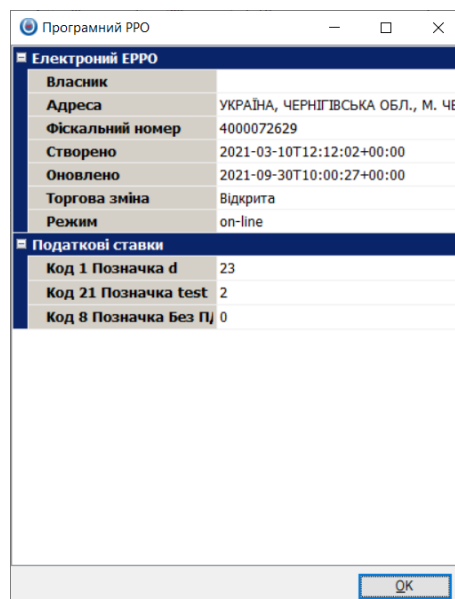 Програмний РРО
Електроний ЕРРО
Власник
Адреса УКРАЇНА, ЧЕРНІГІВСЬКА ОБЛ., М. ЧЕ
Фіскальний номер 4000072629
Створено 2021-03-10T12:12:02+00:00
Оновлено 2021-09-30T10:00:27+00:00
Торгова зміна Відкрита
Режим on-line
Податкові ставки
Код 1 Позначка d 23
Код 21 Позначка test 2
Код 8 Позначка Без П 0
OK